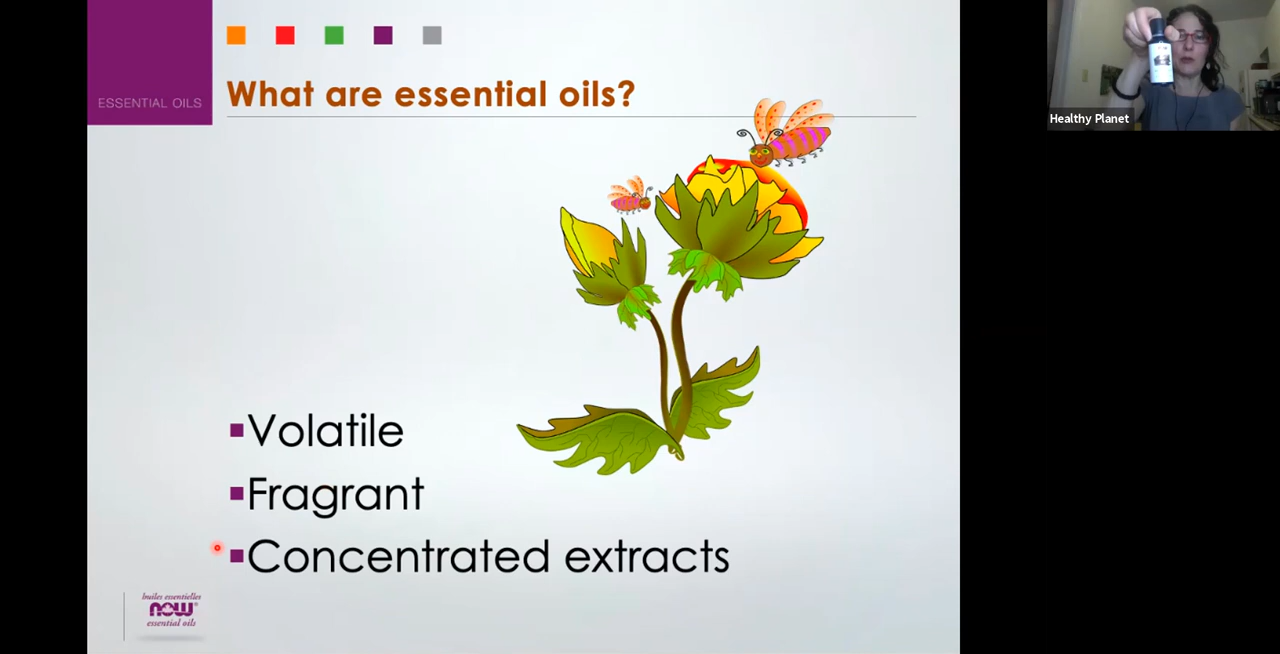 ESSENTIAL OILS
What are essential oils?
Volatile
Fragrant
Concentrated extracts
huiles essentielles
now®
essential oils
Healthy Planet